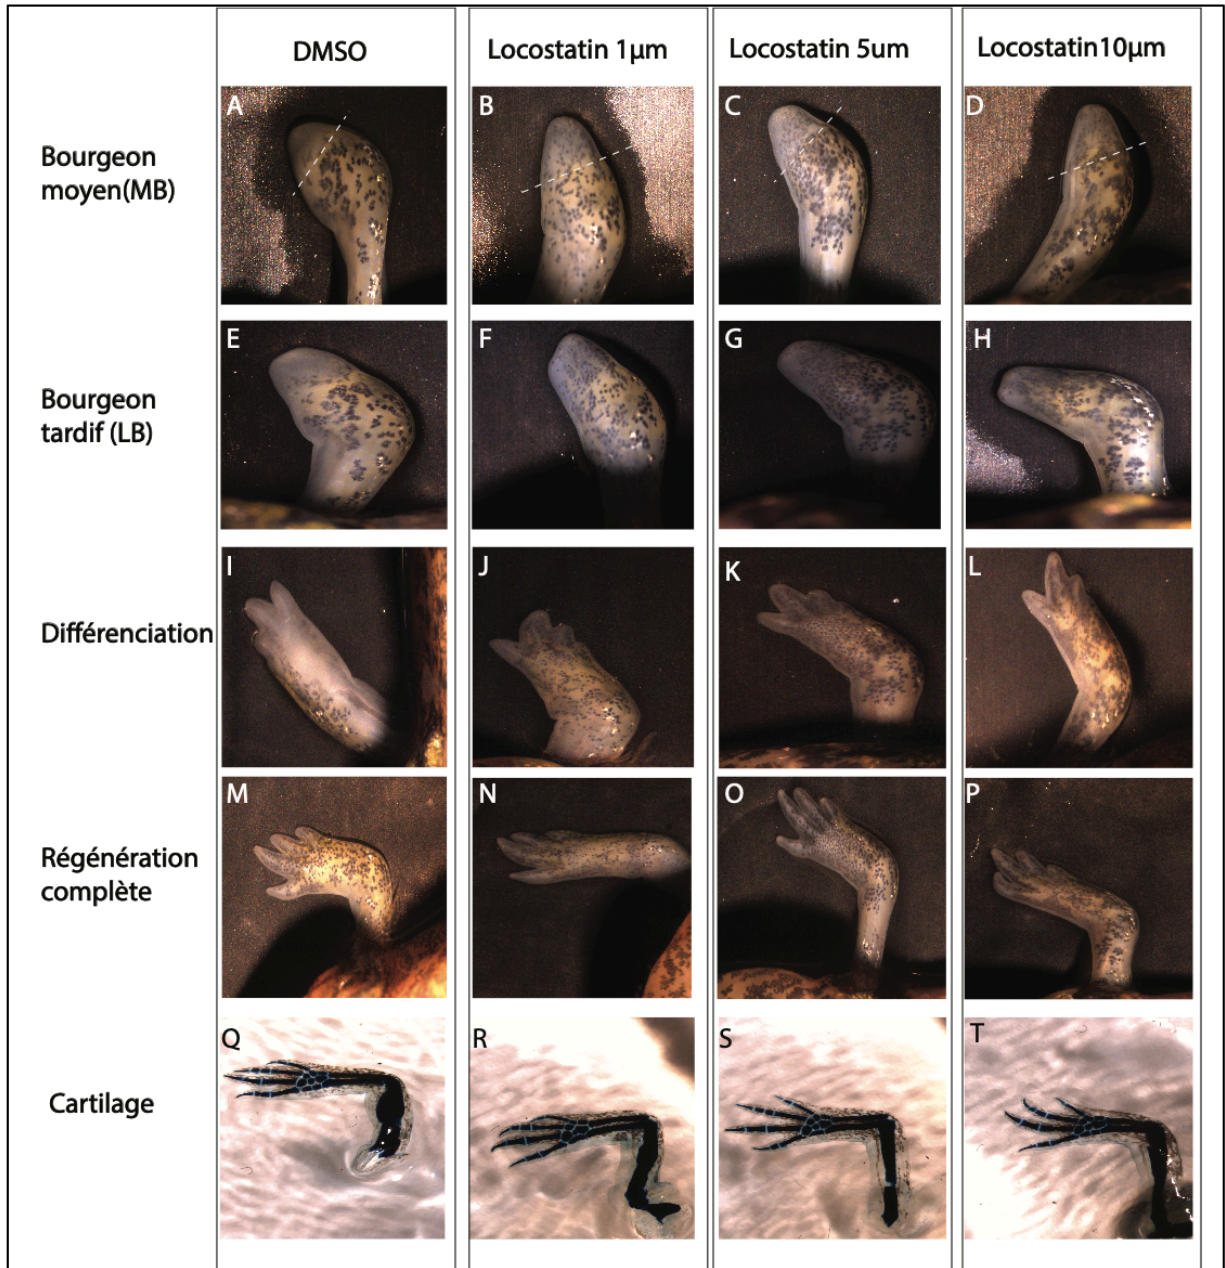 DMSO
Locostatin 1µm
Locostatin 5um
Locostatin10µm
Bourgeon
moyen(MB)
A
B
C
D
Bourgeon
tardif (LB)
E
F
G
H
Différenciation
I
J
K
L
Régénération
complète
M
N
O
P
Cartilage
Q
R
S
T